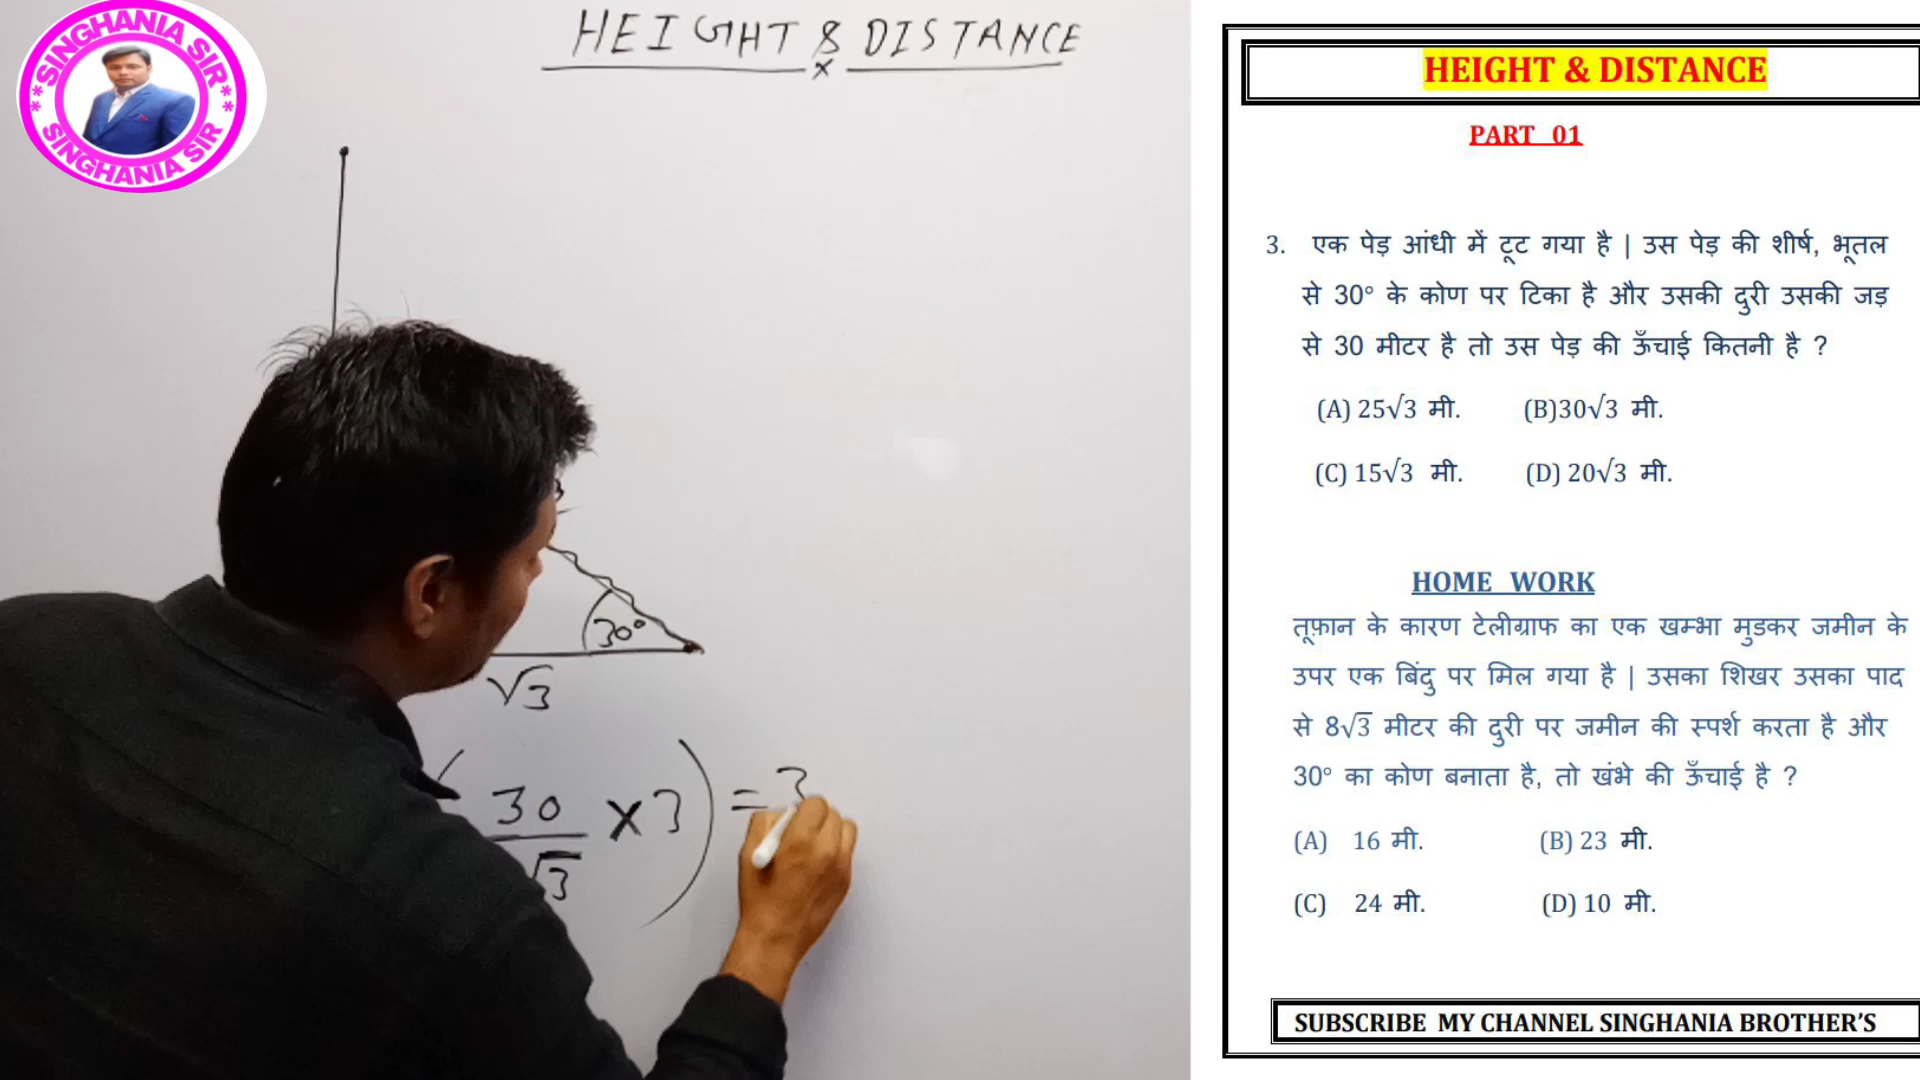 **SINGHANIA SIR**
SINGHANIA SIR
HEIGHT & DISTANCE
30°
√3
30 × 3) = 3
√3
HEIGHT & DISTANCE
PART 01
3. एक पेड़ आंधी में टूट गया है | उस पेड़ की शीर्ष, भूतल
से 30° के कोण पर टिका है और उसकी दुरी उसकी जड़
से 30 मीटर है तो उस पेड़ की ऊँचाई कितनी है ?
(A) 25√3 मी. (B)30√3 मी.
(C) 15√3 मी. (D) 20√3 मी.
HOME WORK
तूफ़ान के कारण टेलीग्राफ का एक खम्भा मुडकर जमीन के
उपर एक बिंदु पर मिल गया है | उसका शिखर उसका पाद
से 8√3 मीटर की दुरी पर जमीन की स्पर्श करता है और
30° का कोण बनाता है, तो खंभे की ऊँचाई है ?
(A) 16 मी. (B) 23 मी.
(C) 24 मी. (D) 10 मी.
SUBSCRIBE MY CHANNEL SINGHANIA BROTHER'S